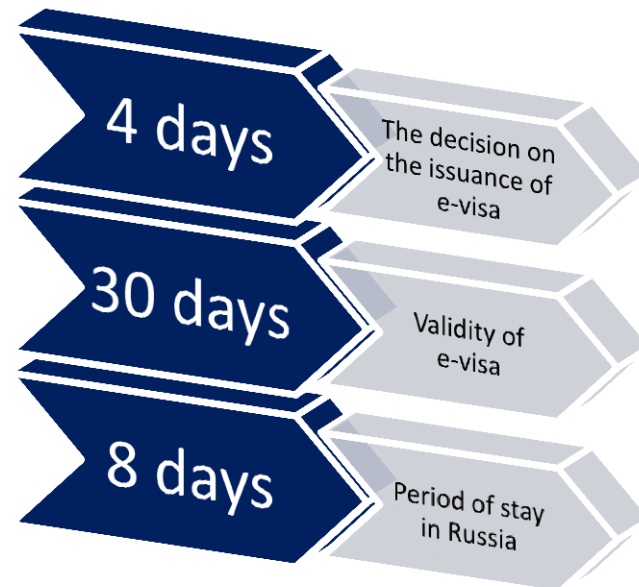 4 days
The decision on
the issuance of
e-visa
30 days
Validity of
e-visa
8 days
Period of stay
in Russia